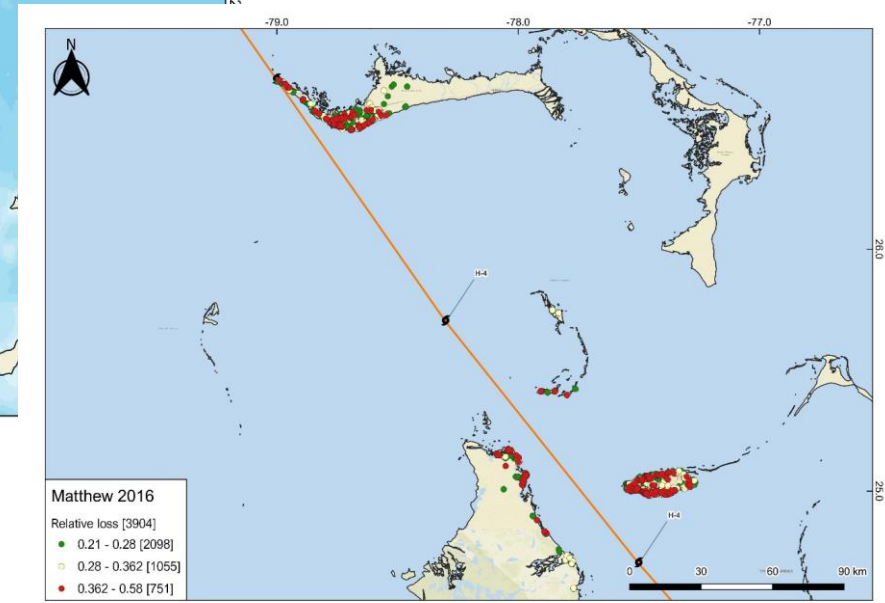 -79.0 -78.0 -77.0
N
26.0
H-4
25.0
H-4
Matthew 2016
Relative loss [3904]
0.21 - 0.28 [2098]
0.28 - 0.362 [1055]
0.362 - 0.58 [751]
0 30 60 90 km